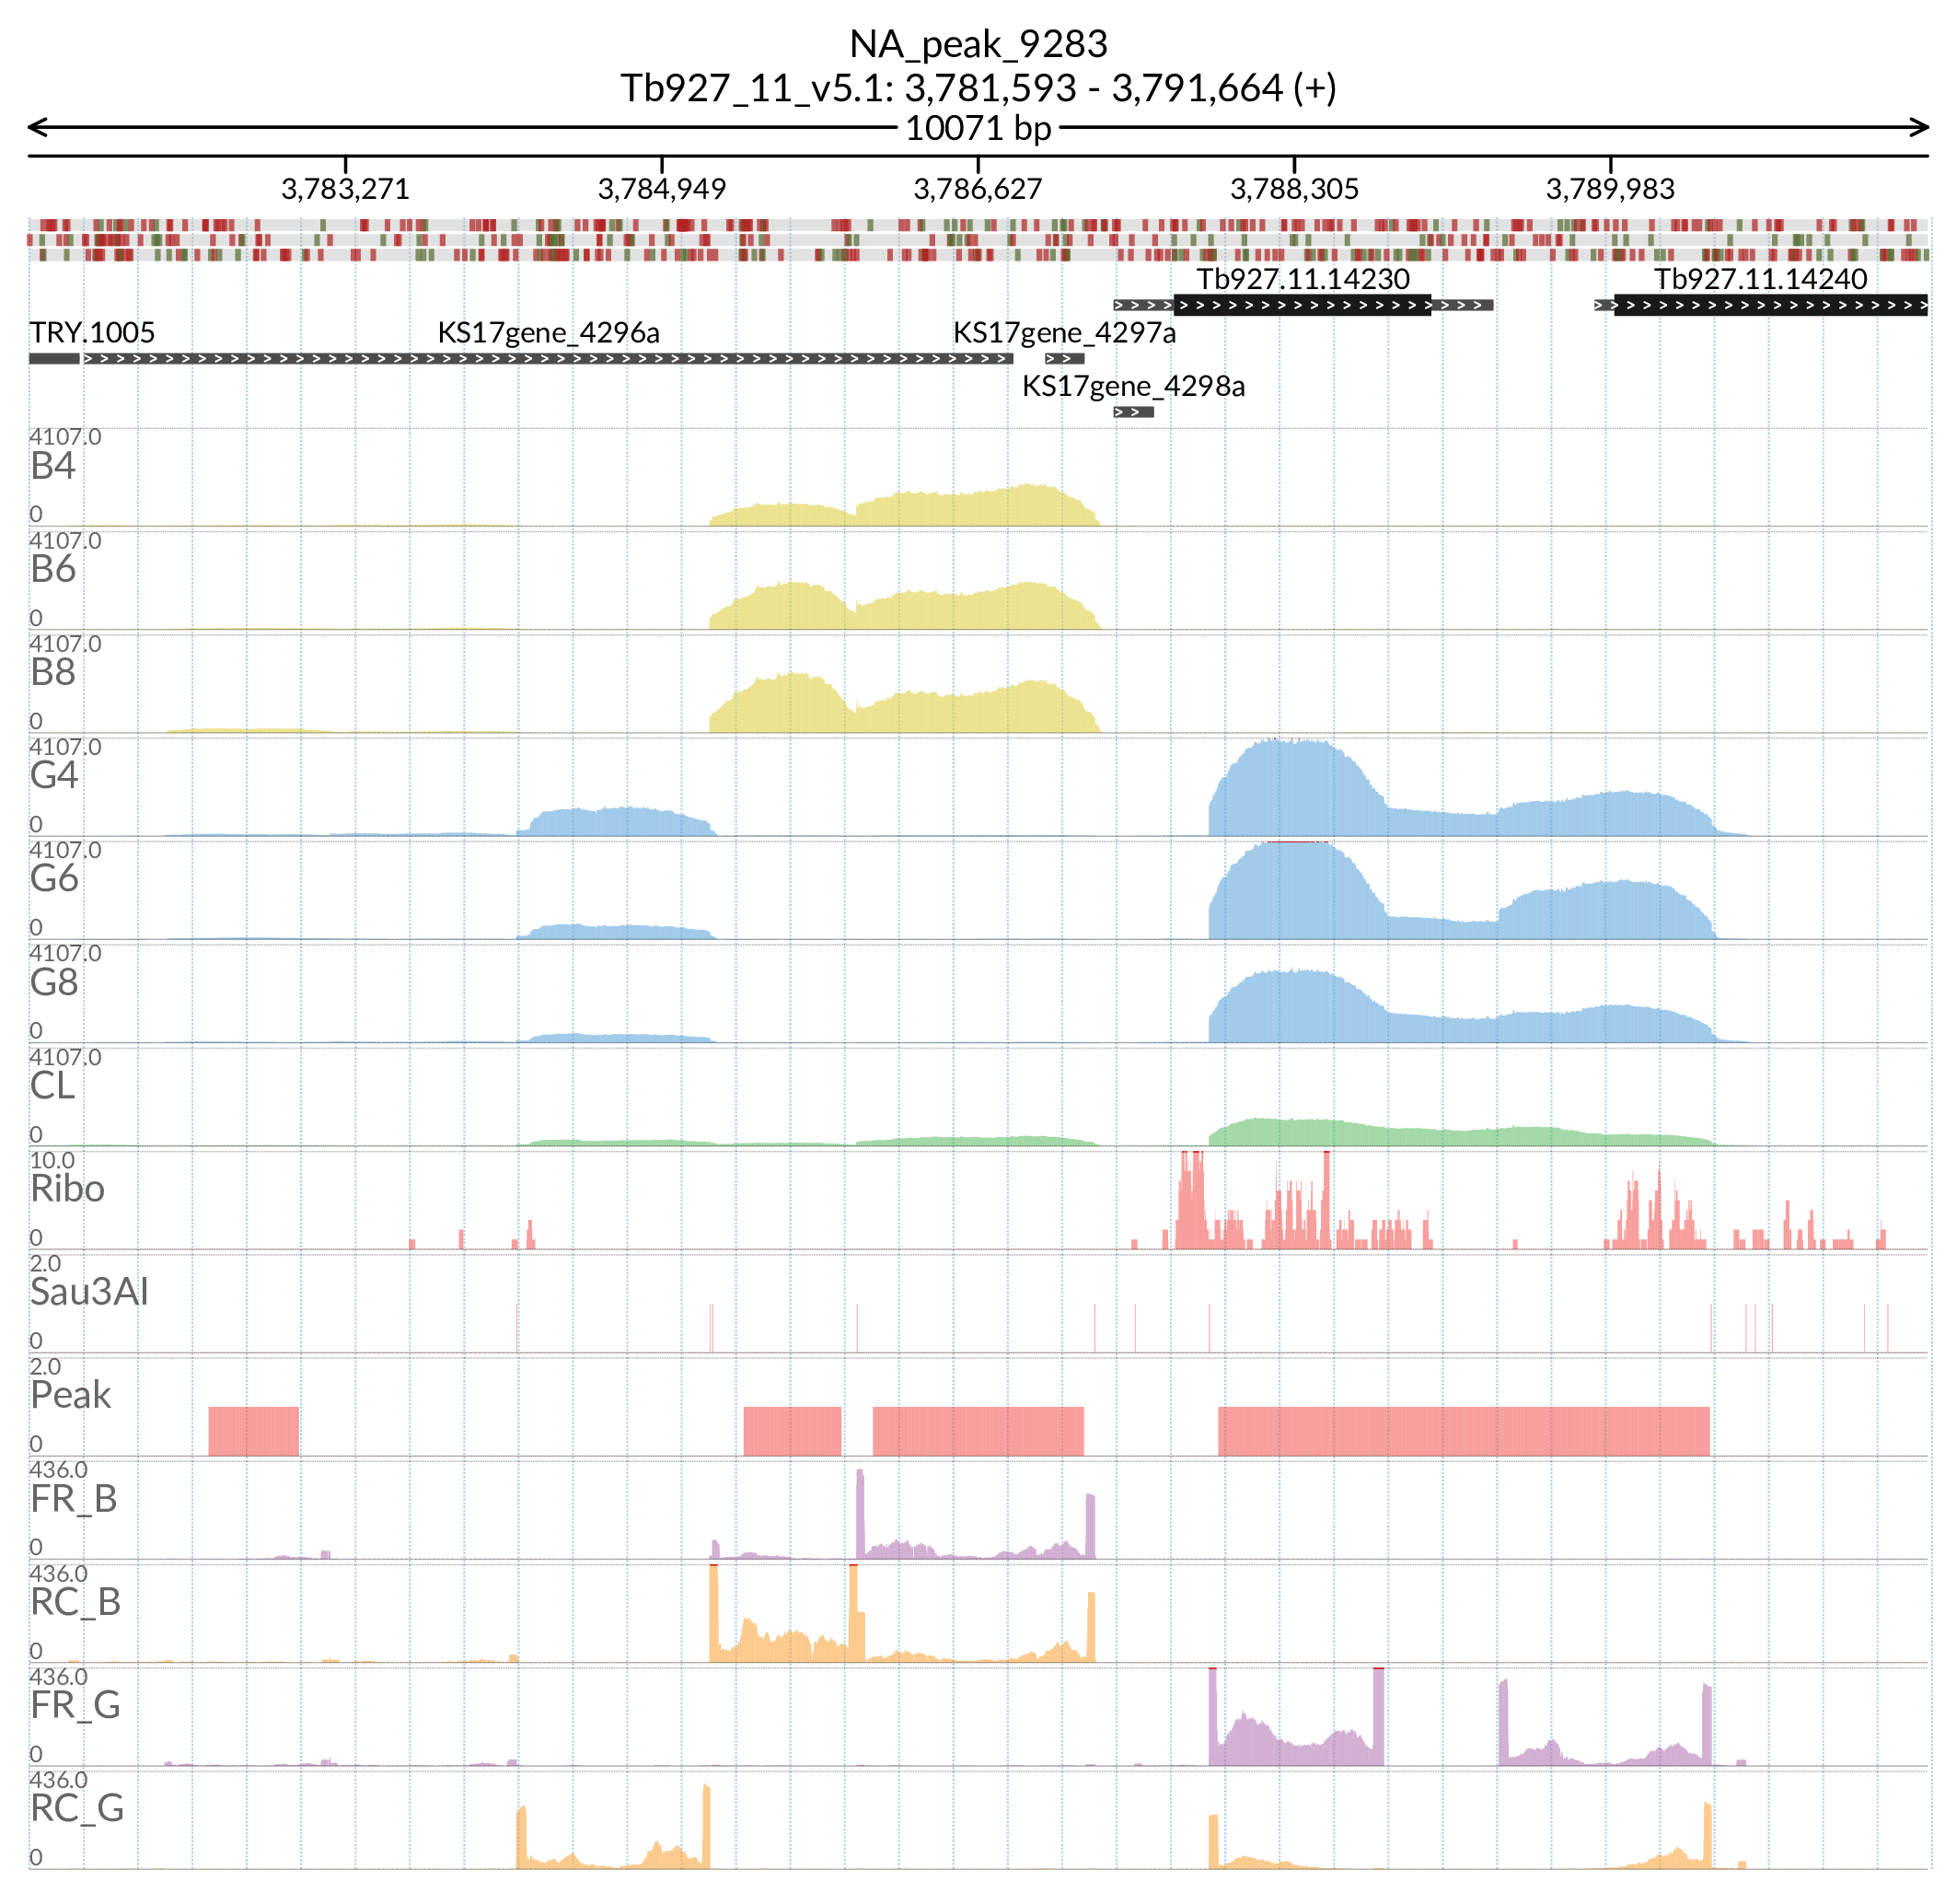 NA_peak_9283
Tb927_11_v5.1: 3,781,593 - 3,791,664 (+)
10071 bp
3,783,271 3,784,949 3,786,627 3,788,305 3,789,983
Tb927.11.14230 Tb927.11.14240
TRY.1005 KS17gene_4296a KS17gene_4297a
KS17gene_4298a
4107.0
B4
0
4107.0
B6
0
4107.0
B8
0
4107.0
G4
0
4107.0
G6
0
4107.0
G8
0
4107.0
CL
0
10.0
Ribo
0
2.0
Sau3AI
0
2.0
Peak
0
436.0
FR_B
0
436.0
RC_B
0
436.0
FR_G
0
436.0
RC_G
0